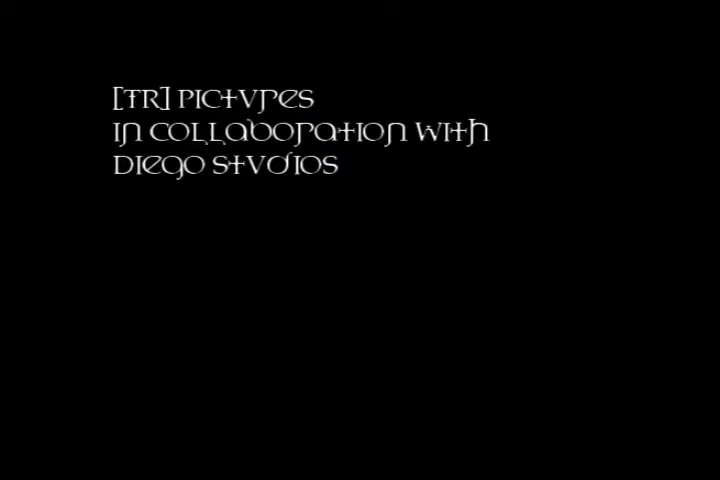 [TR] PICTURES
IN COLLABORATION WITH
DIEGO STUDIOS